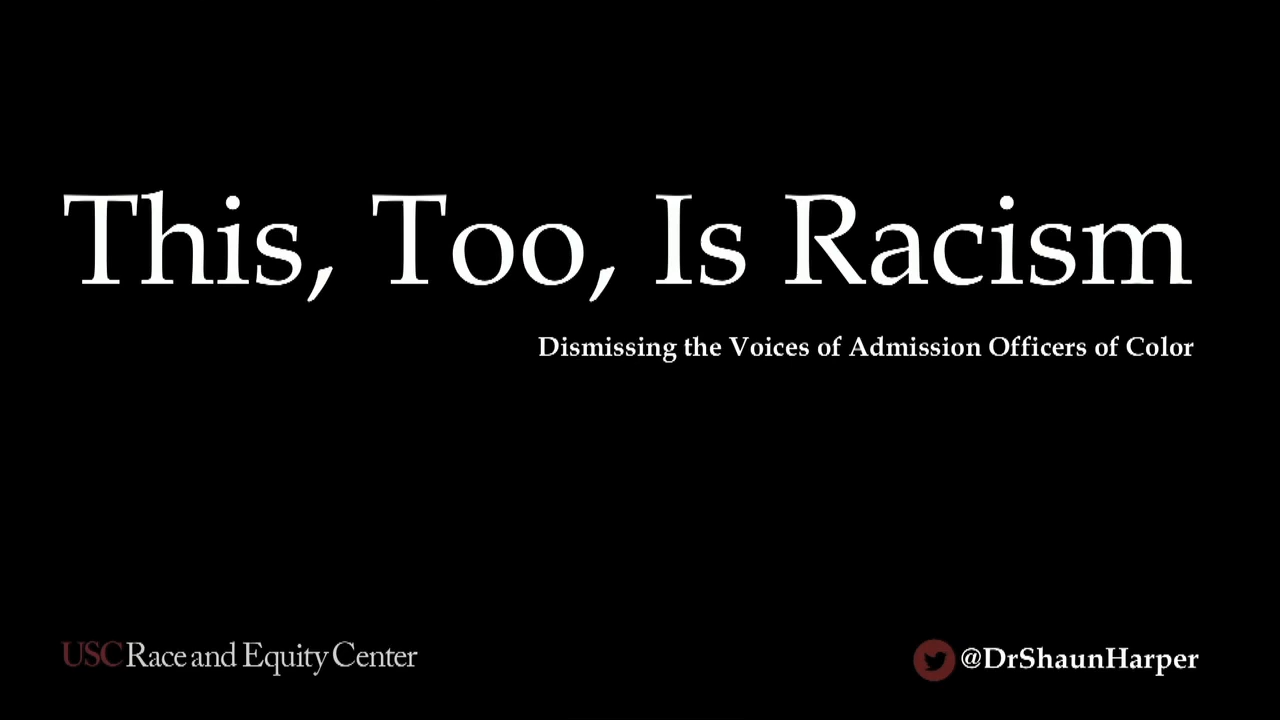 This, Too, Is Racism
Dismissing the Voices of Admission Officers of Color
USC Race and Equity Center
@DrShaunHarper